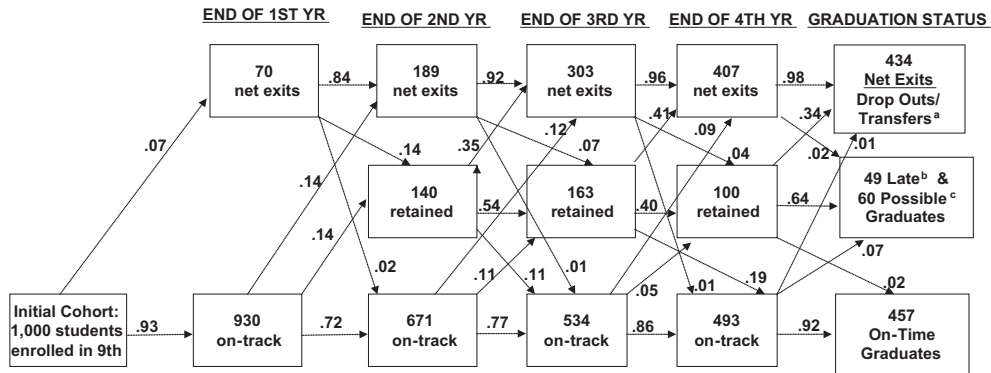 END OF 1ST YR END OF 2ND YR END OF 3RD YR END OF 4TH YR GRADUATION STATUS
70
net exits
189
net exits
303
net exits
407
net exits
434
Net Exits
Drop Outs/
Transfers a
.84
.92
.96
.98
.07
.14
.14
.02
.14
.35
.12
.07
.01
.41
.09
.04
.01
.34
.02
.01
140
retained
163
retained
100
retained
49 Late b &
60 Possible c
Graduates
.54
.40
.64
.11
.11
.05
.19
.07
.02
Initial Cohort:
1,000 students
enrolled in 9th
930
on-track
671
on-track
534
on-track
493
on-track
457
On-Time
Graduates
.93
.72
.77
.86
.92